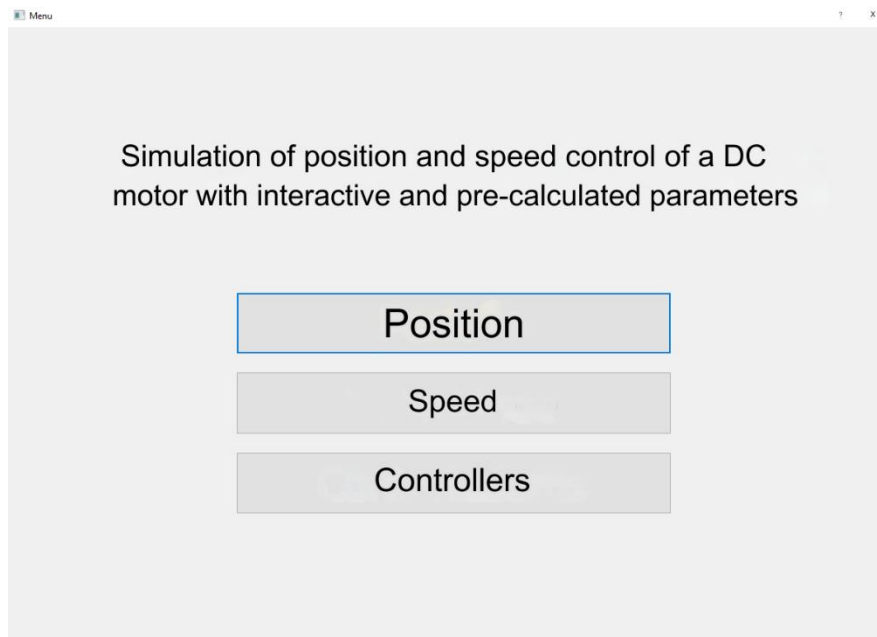 Menu ? X
Simulation of position and speed control of a DC
motor with interactive and pre-calculated parameters
Position
Speed
Controllers